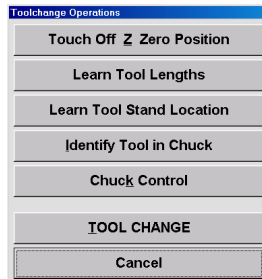 Toolchange Operations
Touch Off Z Zero Position
Learn Tool Lengths
Learn Tool Stand Location
Identify Tool in Chuck
Chuck Control
TOOL CHANGE
Cancel